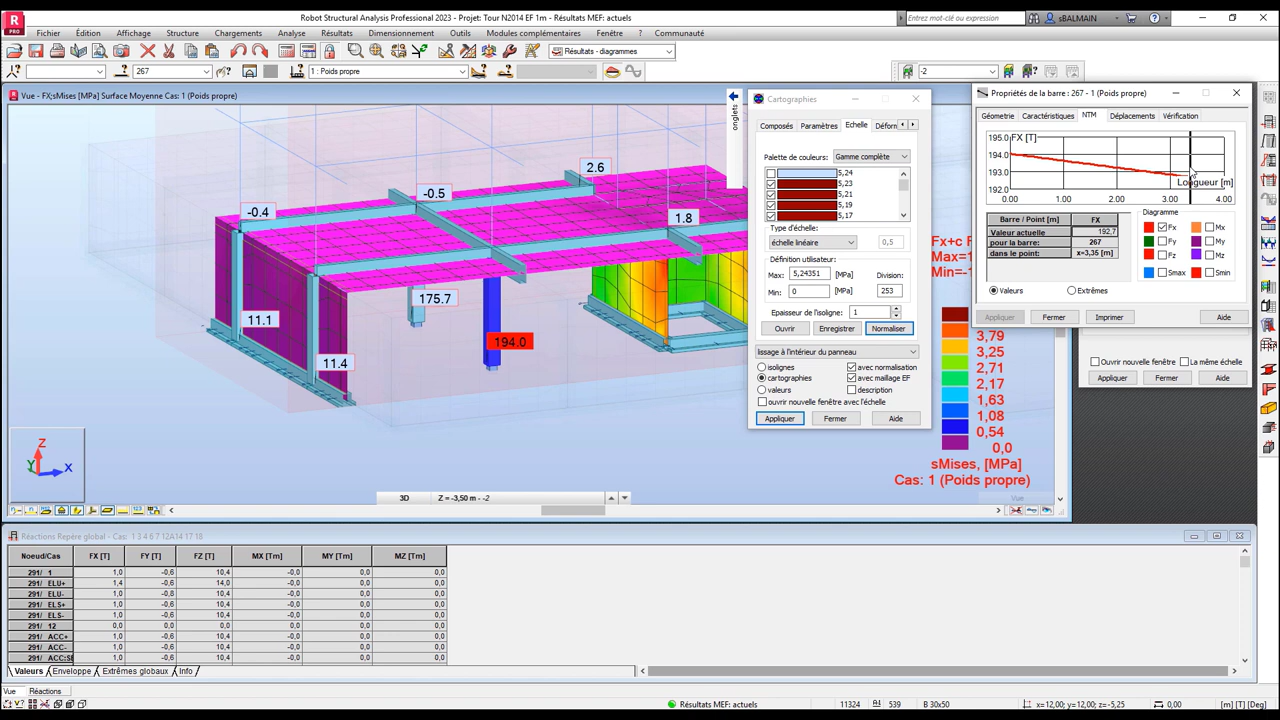 Robot Structural Analysis Professional 2023 - Projet: Tour N2014 EF 1m - Résultats MEF: actuels
Entrez mot-clé ou expression
sBALMAIN
R
PRO
Fichier Édition Affichage Structure Chargements Analyse Résultats Dimensionnement Outils Modules complémentaires Fenêtre ? Communauté
Résultats - diagrammes
267
1 : Poids propre
-2
Vue - FX;sMises [MPa] Surface Moyenne Cas: 1 (Poids propre)
onglets
-0.4
-0.5
2.6
1.8
175.7
194.0
11.1
11.4
Z
Y
X
3D
Z = -3,50 m - -2
Vue
Fx+c F
Max=1
Min=-1
3,79
3,25
2,71
2,17
1,63
1,08
0,54
0,0
sMises, [MPa]
Cas: 1 (Poids propre)
Cartographies
Composés Paramètres Echelle Déform
Palette de couleurs: Gamme complète
5,24
5,23
5,21
5,19
5,17
Type d'échelle:
échelle linéaire 0,5
Définition utilisateur:
Max: 5,24351 [MPa] Division:
Min: 0 [MPa] 253
Epaisseur de l'isoligne: 1
Ouvrir Enregistrer Normaliser
lissage à l'intérieur du panneau
isolignes avec normalisation
cartographies avec maillage EF
valeurs description
ouvrir nouvelle fenêtre avec l'échelle
Appliquer Fermer Aide
Propriétés de la barre : 267 - 1 (Poids propre)
Géometrie Caractéristiques NTM Déplacements Vérification
195.0 FX [T]
194.0
193.0
192.0
Longueur [m]
0.00 1.00 2.00 3.00 4.00
Barre / Point [m] FX
Valeur actuelle 192,7
pour la barre: 267
dans le point: x=3,35 [m]
Diagramme
Fx Mx
Fy My
Fz Mz
Smax Smin
Valeurs Extrêmes
Appliquer Fermer Imprimer Aide
Ouvrir nouvelle fenêtre La même échelle
Appliquer Fermer Aide
Réactions Repère global - Cas: 1 3 4 6 7 12A14 17 18
Noeud/Cas FX [T] FY [T] FZ [T] MX [Tm] MY [Tm] MZ [Tm]
291/ 1 1,0 -0,6 10,4 -0,0 0,0 0,0
291/ ELU+ 1,4 -0,6 14,0 -0,0 0,0 0,0
291/ ELU- 1,0 -0,8 10,4 -0,0 0,0 0,0
291/ ELS+ 1,0 -0,6 10,4 -0,0 0,0 0,0
291/ ELS- 1,0 -0,6 10,4 -0,0 0,0 0,0
291/ 12 0,0 0,0 0,0 0,0 0,0 0,0
291/ ACC+ 1,0 -0,6 10,4 -0,0 0,0 0,0
291/ ACC- 1,0 -0,6 10,4 -0,0 0,0 0,0
291/ ACC:SE 1,0 -0,6 10,4 -0,0 0,0 0,0
Valeurs Enveloppe Extrêmes globaux Info
Vue Réactions
Résultats MEF: actuels
11324
539
B 30x50
x=12,00; y=12,00; z=-5,25
0,00
[m] [T] [Deg]